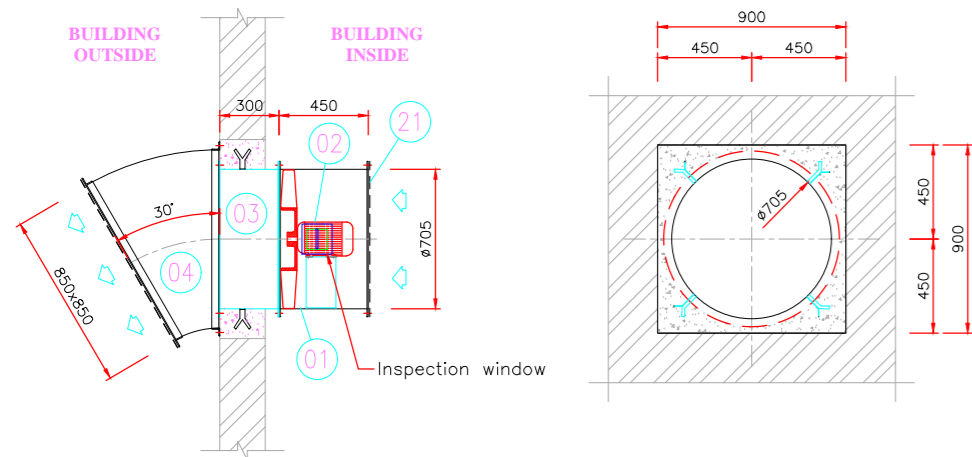 BUILDING
OUTSIDE
BUILDING
INSIDE
300
450
02
21
03
30°
04
850x850
01
Ø705
Inspection window
900
450
450
Ø705
450
900
450